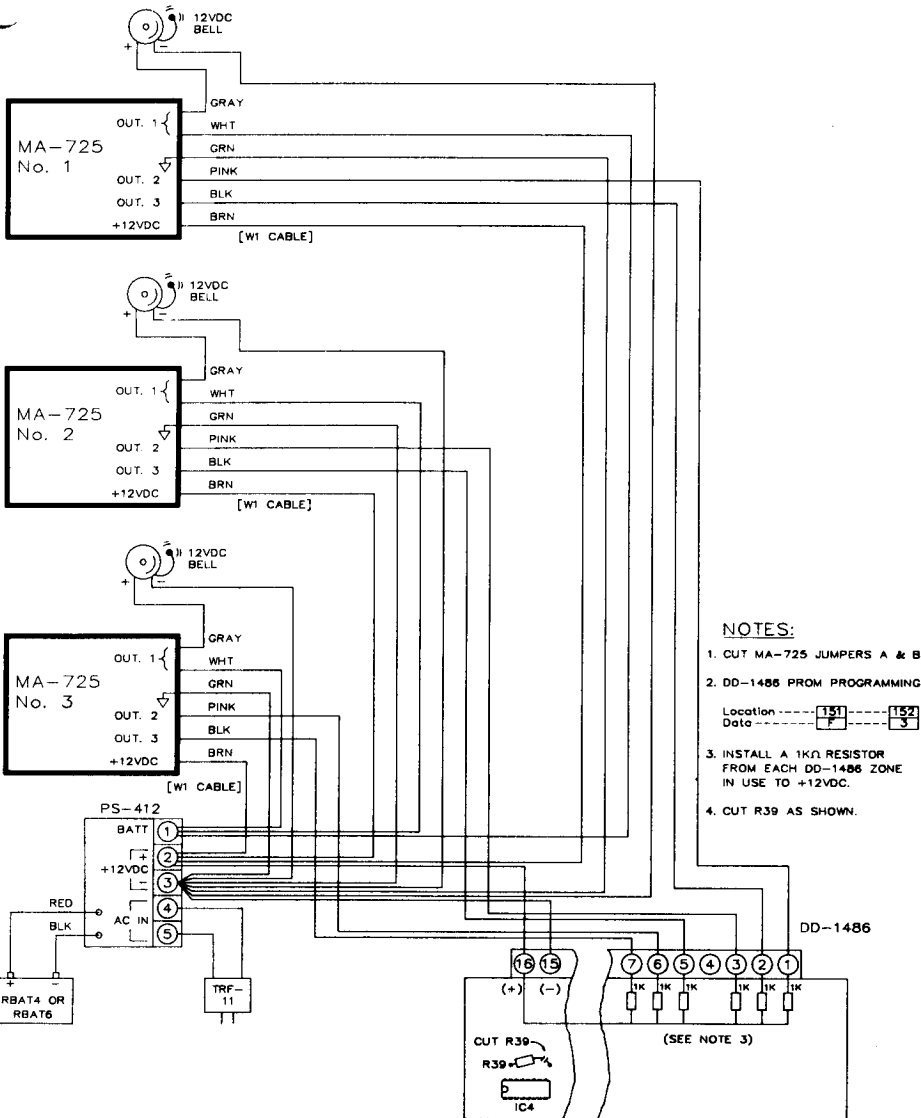 12VDC
BELL
+ −
GRAY
OUT. 1
WHT
MA-725
No. 1
GRN
OUT. 2
PINK
OUT. 3
BLK
+12VDC
BRN
[W1 CABLE]
12VDC
BELL
+ −
GRAY
OUT. 1
WHT
MA-725
No. 2
GRN
OUT. 2
PINK
OUT. 3
BLK
+12VDC
BRN
[W1 CABLE]
12VDC
BELL
+ −
GRAY
OUT. 1
WHT
MA-725
No. 3
GRN
OUT. 2
PINK
OUT. 3
BLK
+12VDC
BRN
[W1 CABLE]
NOTES:
1. CUT MA-725 JUMPERS A & B
2. DD-1486 PROM PROGRAMMING
Location ----- 151 ----- 152
Data ------- F ----- 3
3. INSTALL A 1KΩ RESISTOR
FROM EACH DD-1486 ZONE
IN USE TO +12VDC.
4. CUT R39 AS SHOWN.
PS-412
BATT 1
+ 2
+12VDC
− 3
AC IN
4
5
RED
BLK
+ −
RBAT4 OR
RBAT6
TRF-
11
DD-1486
16 15 7 6 5 4 3 2 1
(+) (−)
1K 1K 1K 1K 1K 1K
(SEE NOTE 3)
CUT R39
R39
IC4